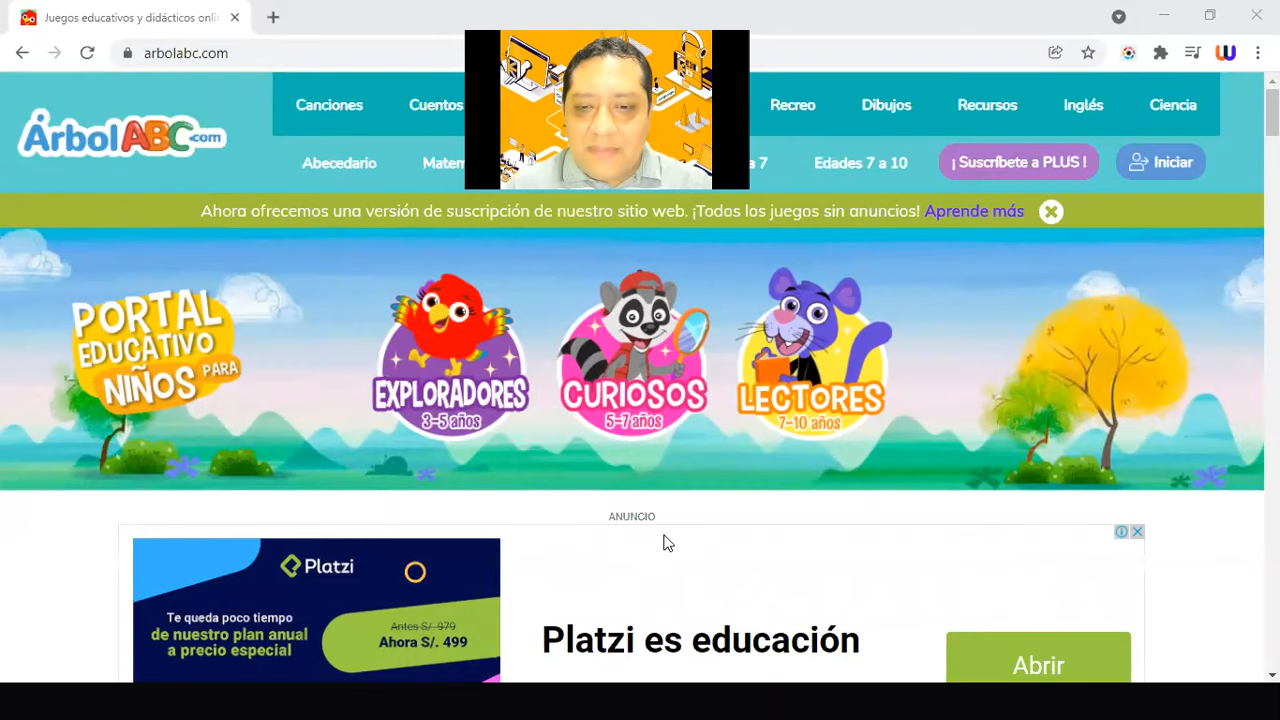 Juegos educativos y didácticos onli
arbolabc.com
ÁrbolABC.com
Canciones
Cuentos
Recreo
Dibujos
Recursos
Inglés
Ciencia
Abecedario
Matem
a 7
Edades 7 a 10
¡ Suscríbete a PLUS !
Iniciar
Ahora ofrecemos una versión de suscripción de nuestro sitio web. ¡Todos los juegos sin anuncios! Aprende más
PORTAL
EDUCATIVO
PARA
NIÑOS
EXPLORADORES
3-5 años
CURIOSOS
5-7 años
LECTORES
7-10 años
ANUNCIO
Platzi
Te queda poco tiempo
de nuestro plan anual
a precio especial
Antes S/. 979
Ahora S/. 499
Platzi es educación
Abrir